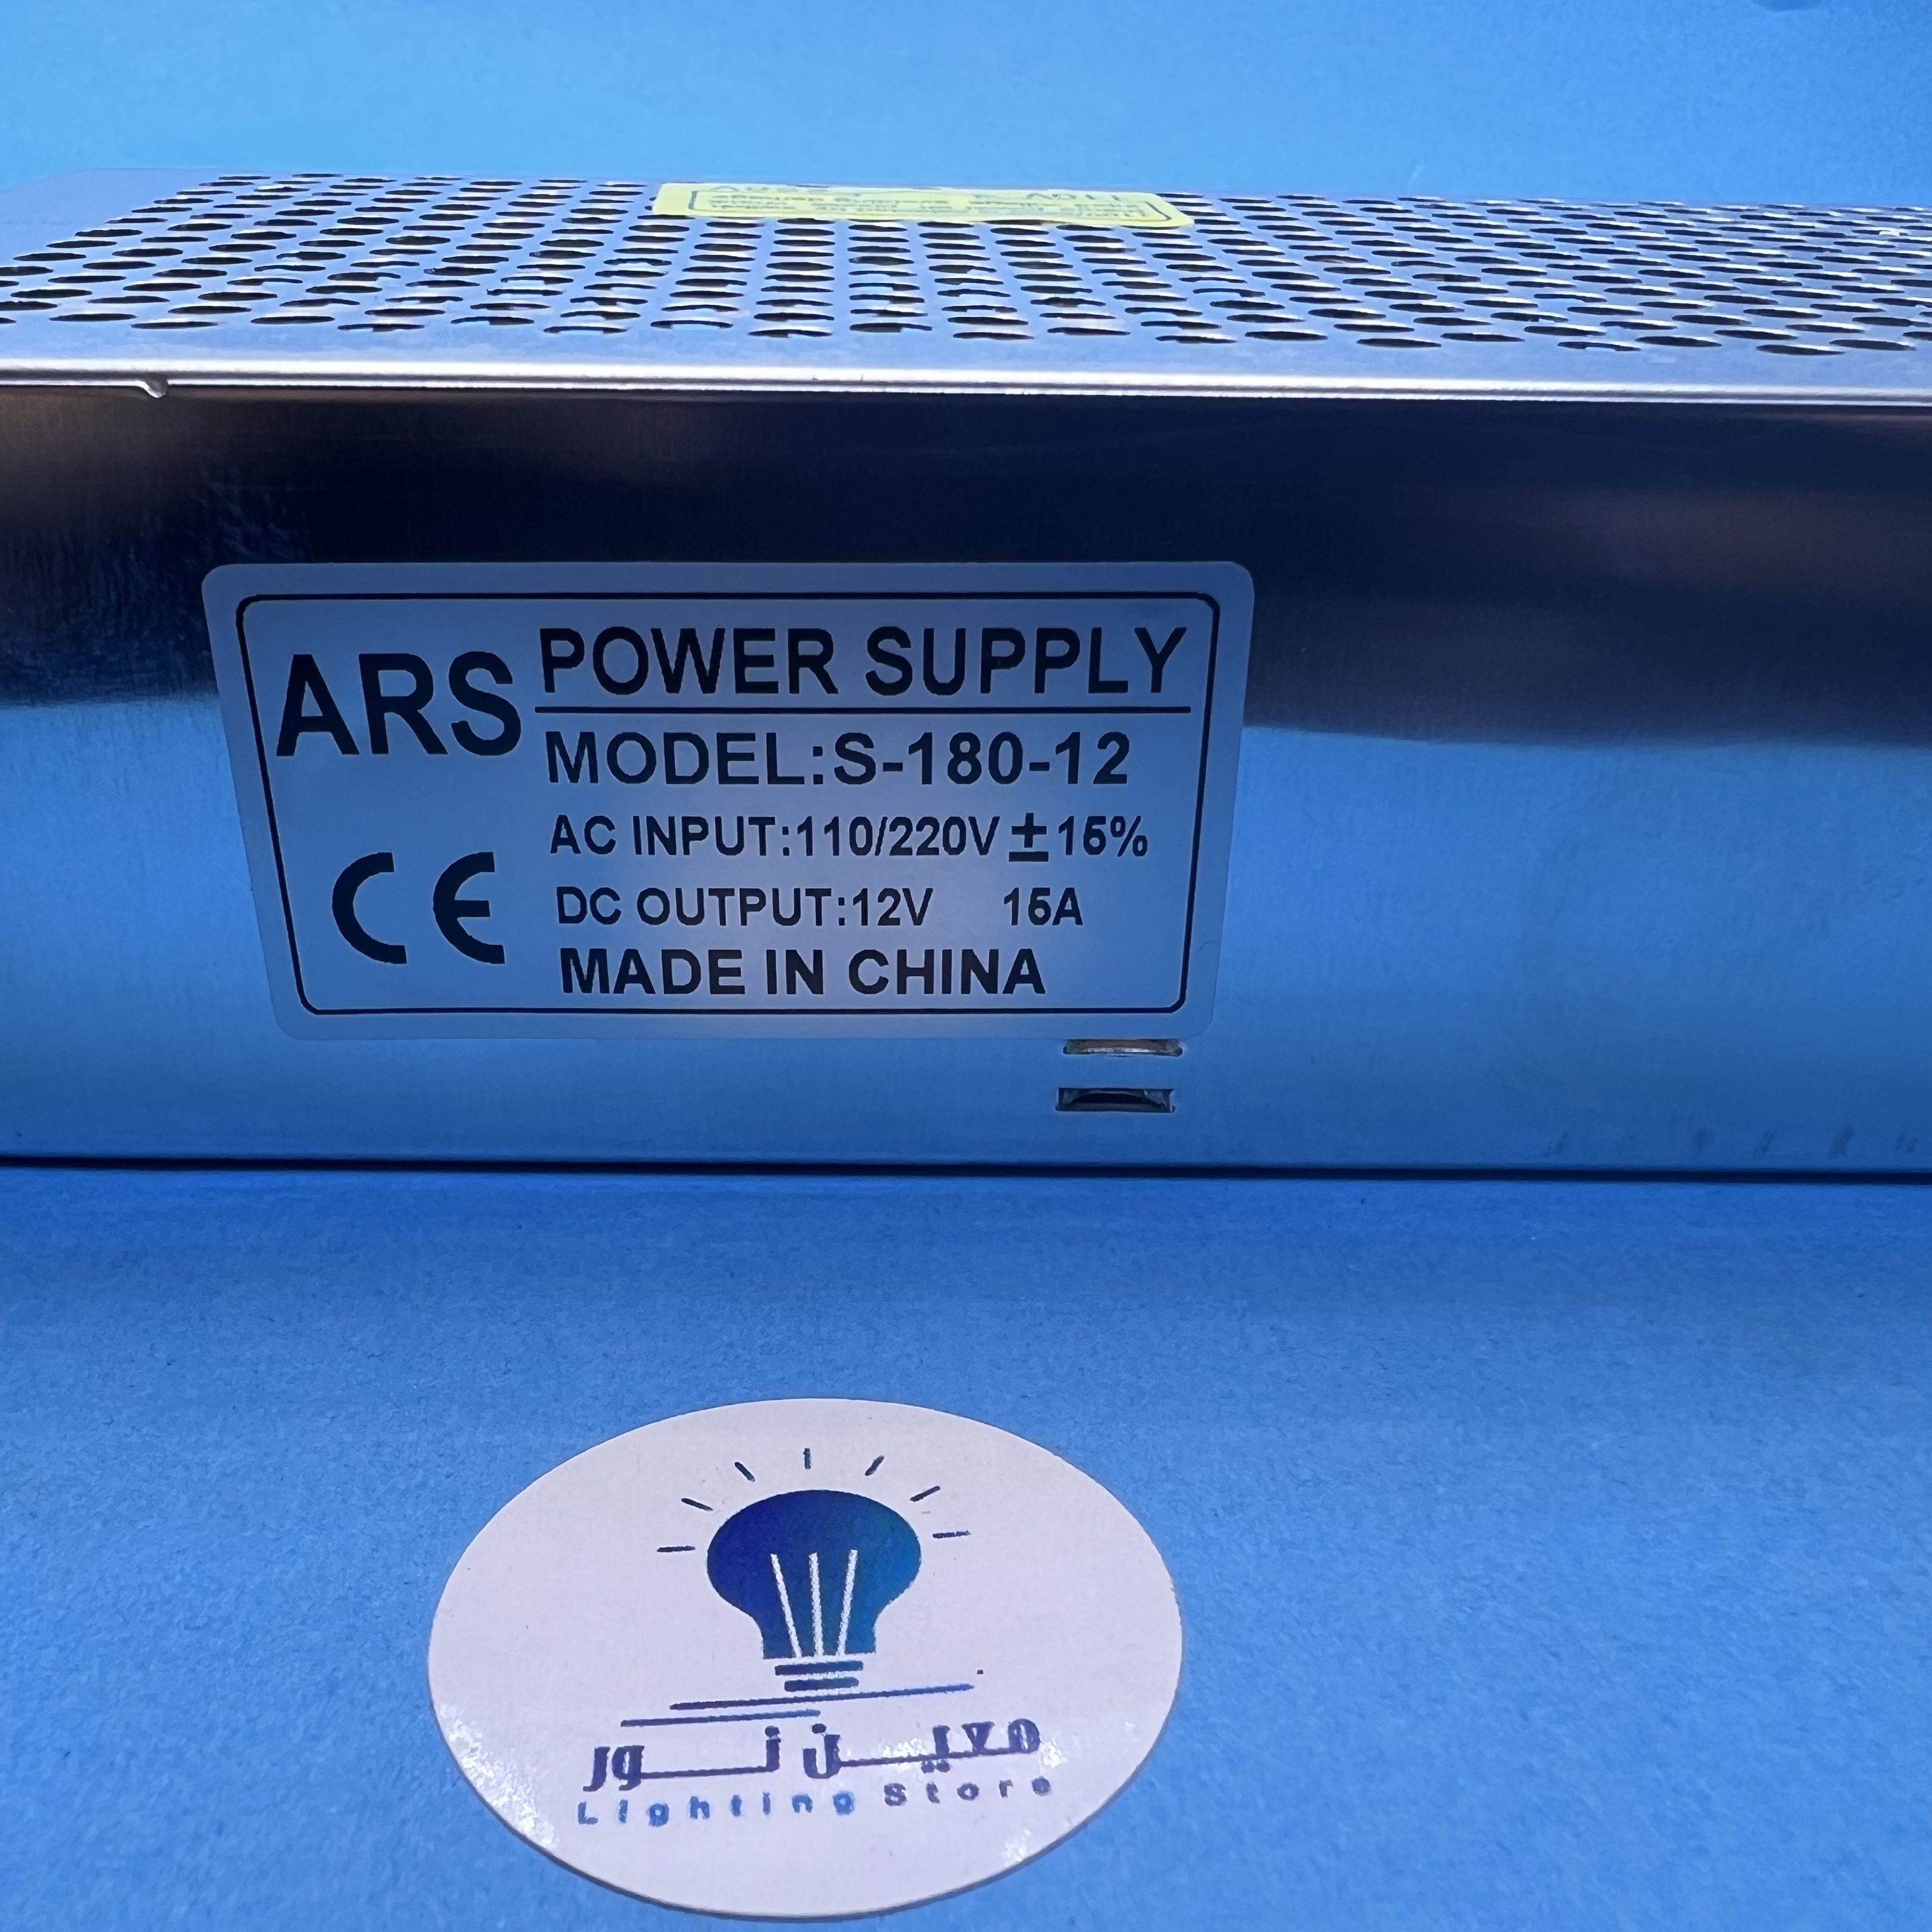 ARS
POWER SUPPLY
MODEL:S-180-12
AC INPUT:110/220V±15%
DC OUTPUT:12V 15A
MADE IN CHINA
CE
معین نور
Lighting Store